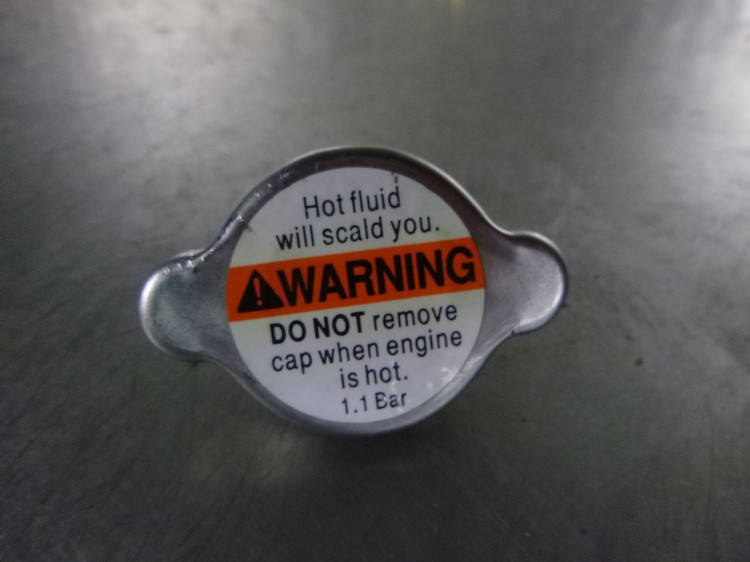 Hot fluid
will scald you.
WARNING
DO NOT remove
cap when engine
is hot.
1.1 Bar